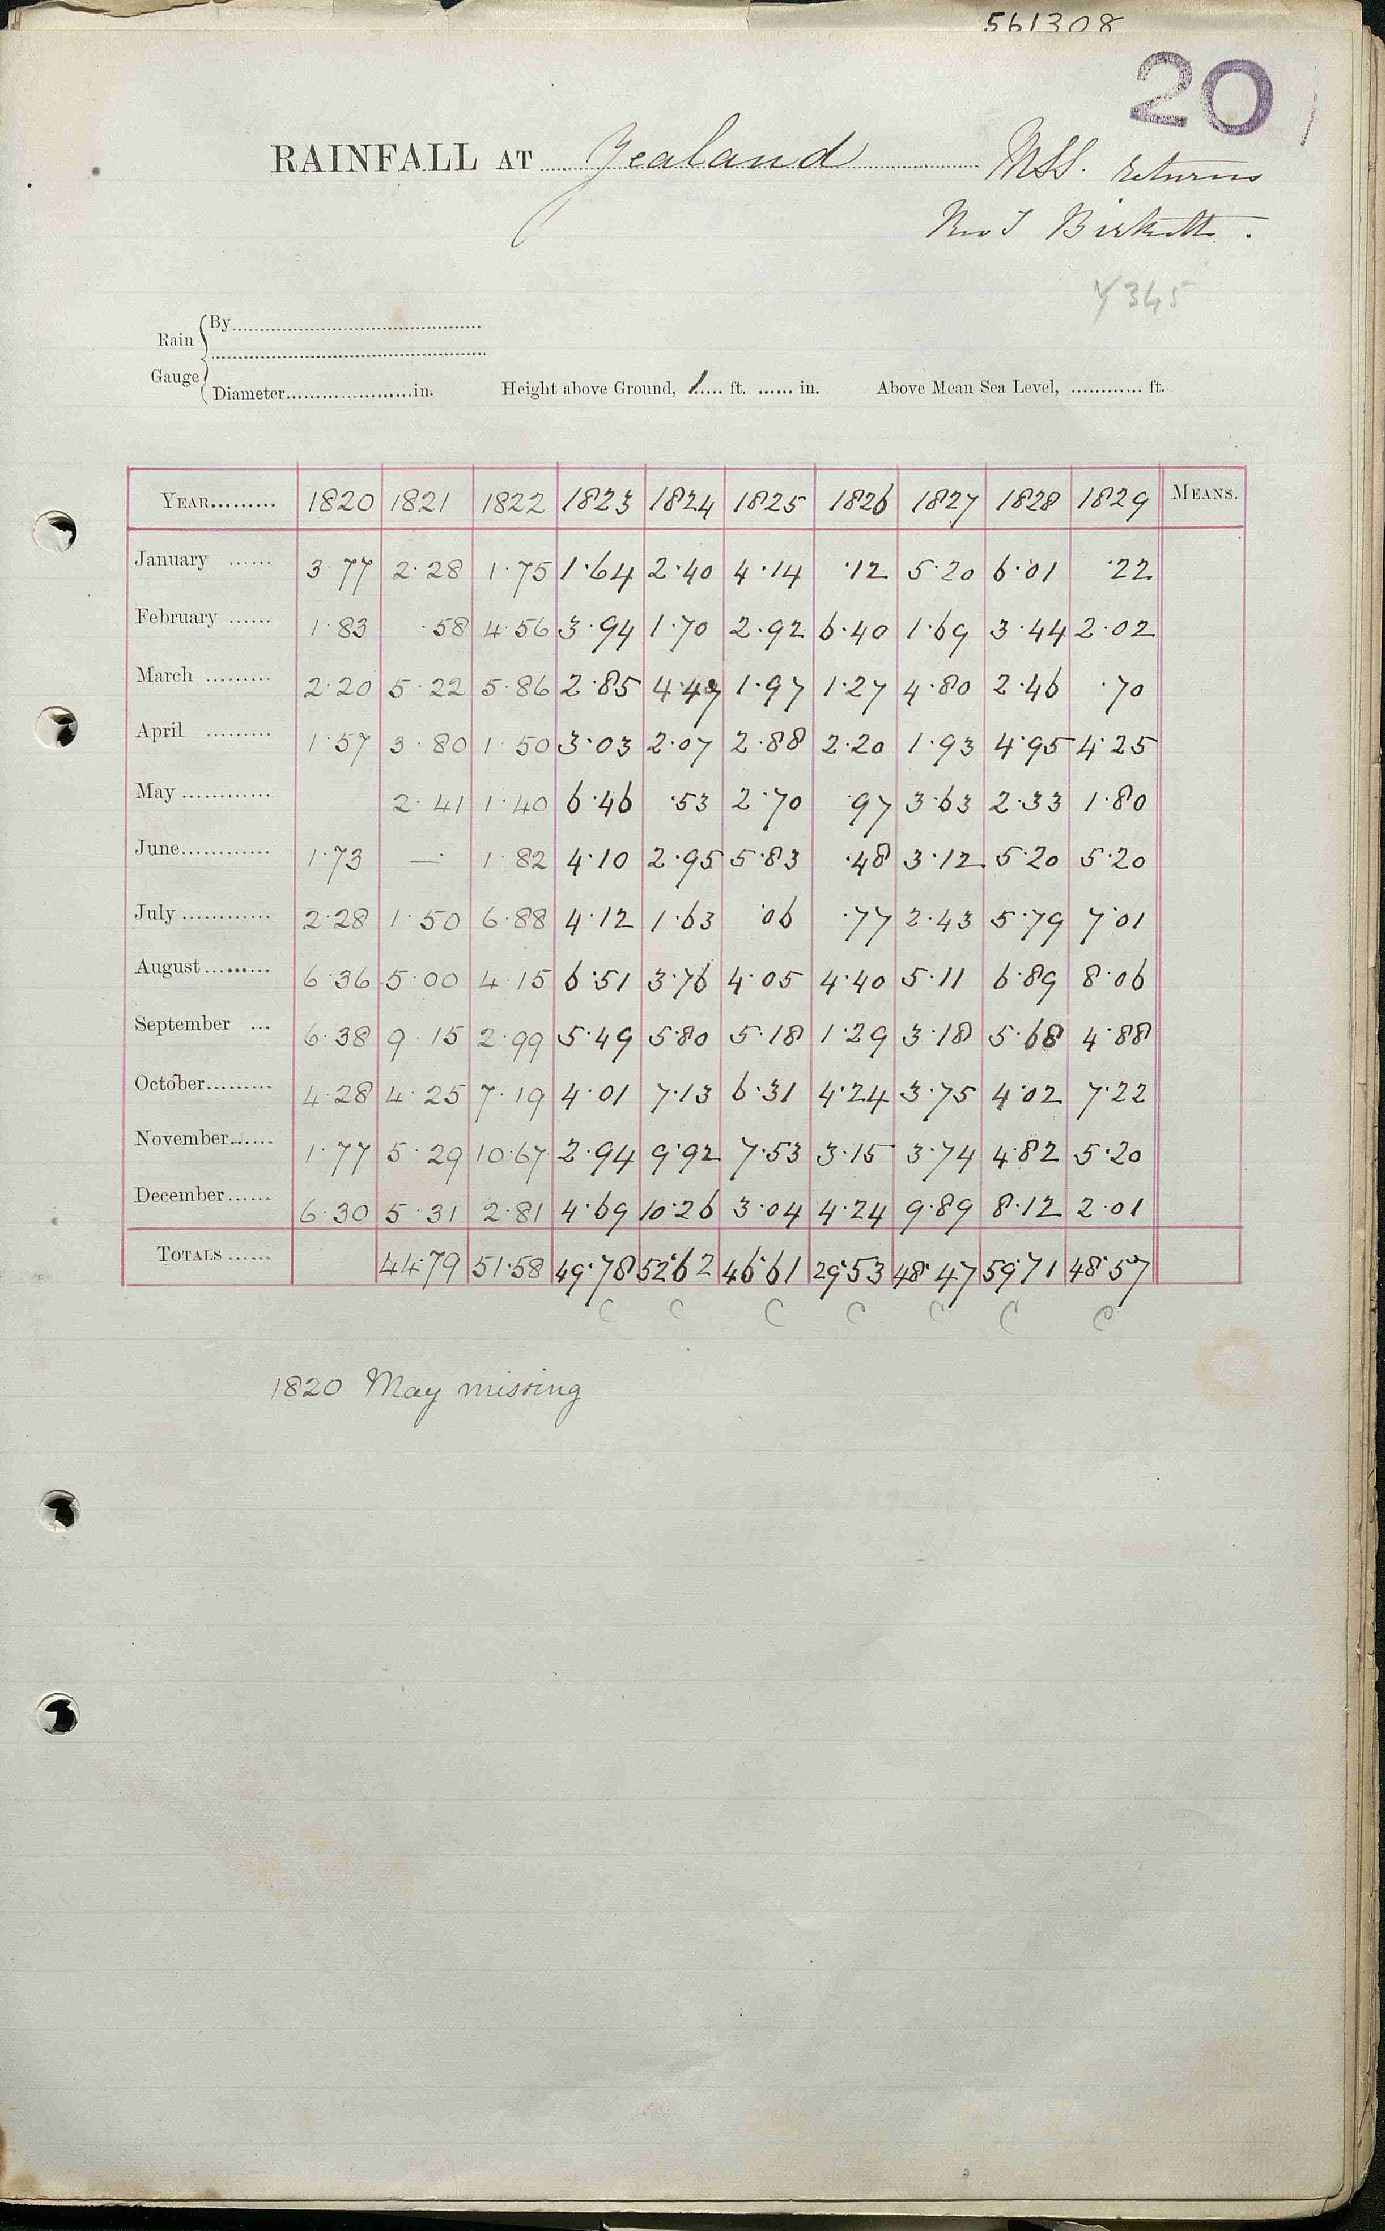 561308
20
RAINFALL AT Yealand MSS. returns
Rev J Birkett.
Y345
Rain Gauge { By
Diameter in. Height above Ground, 1 ft. in. Above Mean Sea Level, ft.
YEAR 1820 1821 1822 1823 1824 1825 1826 1827 1828 1829 MEANS.
January 3.77 2.28 1.75 1.64 2.40 4.14 .12 5.20 6.01 .22
February 1.83 .58 4.56 3.94 1.70 2.92 6.40 1.69 3.44 2.02
March 2.20 5.22 5.86 2.85 4.47 1.97 1.27 4.80 2.46 .70
April 1.57 3.80 1.50 3.03 2.07 2.88 2.20 1.93 4.95 4.25
May 2.41 1.40 6.46 .53 2.70 .97 3.63 2.33 1.80
June 1.73 — 1.82 4.10 2.95 5.83 .48 3.12 5.20 5.20
July 2.28 1.50 6.88 4.12 1.63 .06 .77 2.43 5.79 7.01
August 6.36 5.00 4.15 6.51 3.76 4.05 4.40 5.11 6.89 8.06
September 6.38 9.15 2.99 5.49 5.80 5.18 1.29 3.18 5.68 4.88
October 4.28 4.25 7.19 4.01 7.13 6.31 4.24 3.75 4.02 7.22
November 1.77 5.29 10.67 2.94 9.92 7.53 3.15 3.74 4.82 5.20
December 6.30 5.31 2.81 4.69 10.26 3.04 4.24 9.89 8.12 2.01
TOTALS 44.79 51.58 49.78 52.62 46.61 29.53 48.47 59.71 48.57
C C C C C C C
1820 May missing